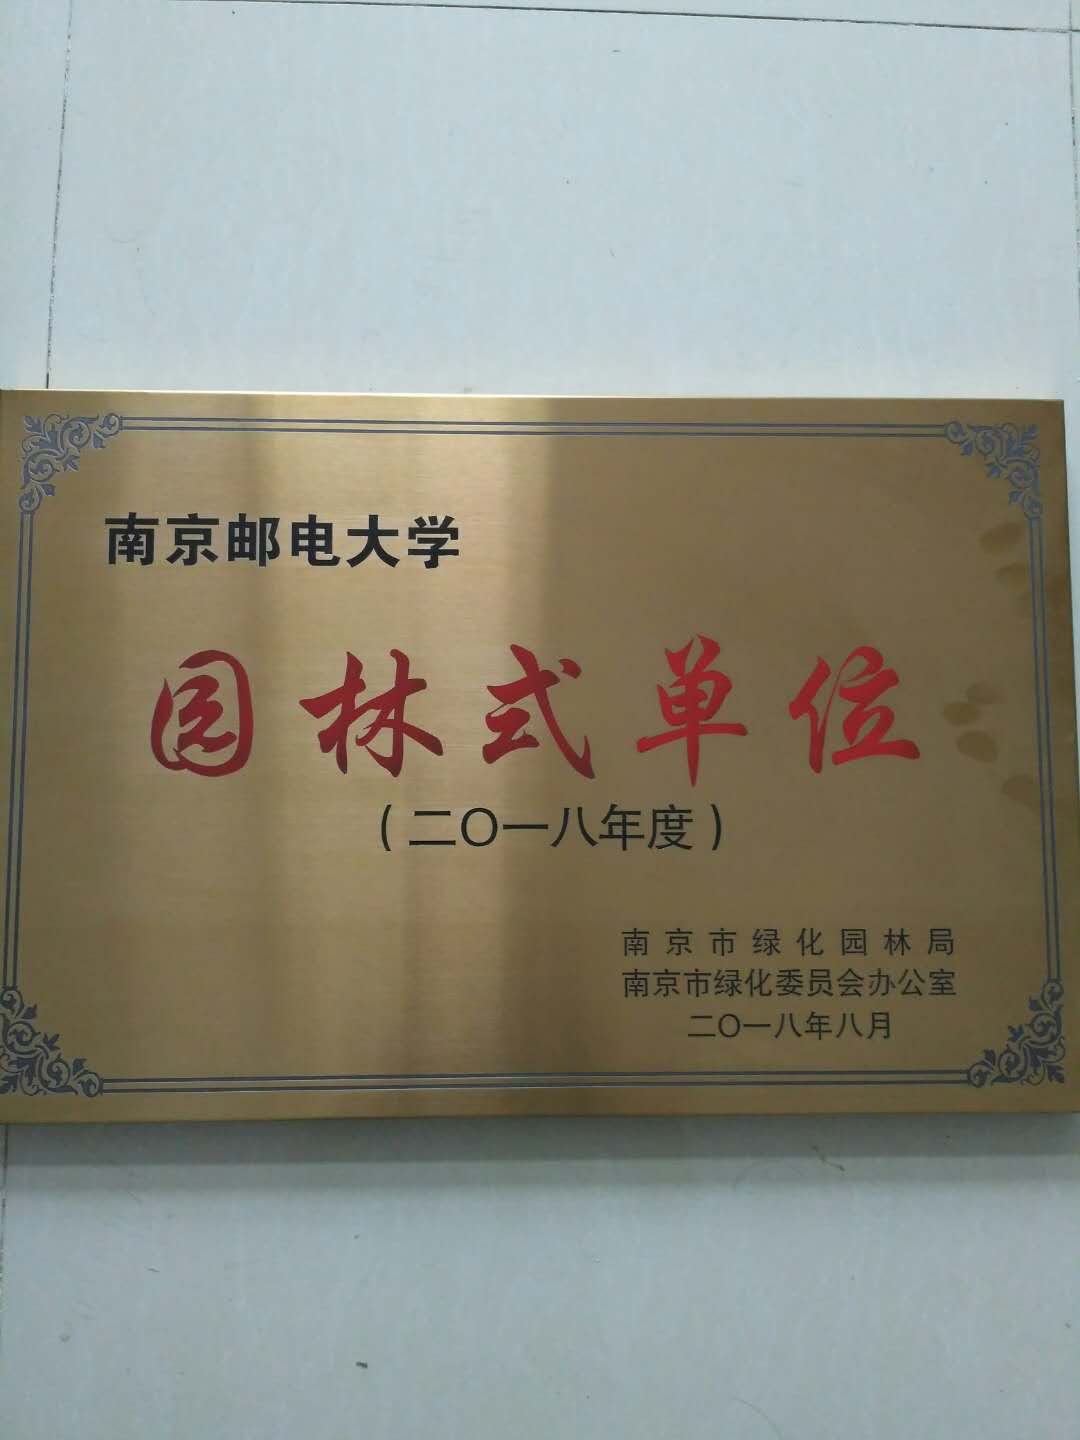 南京邮电大学
园林式单位
（二〇一八年度）
南京市绿化园林局
南京市绿化委员会办公室
二〇一八年八月